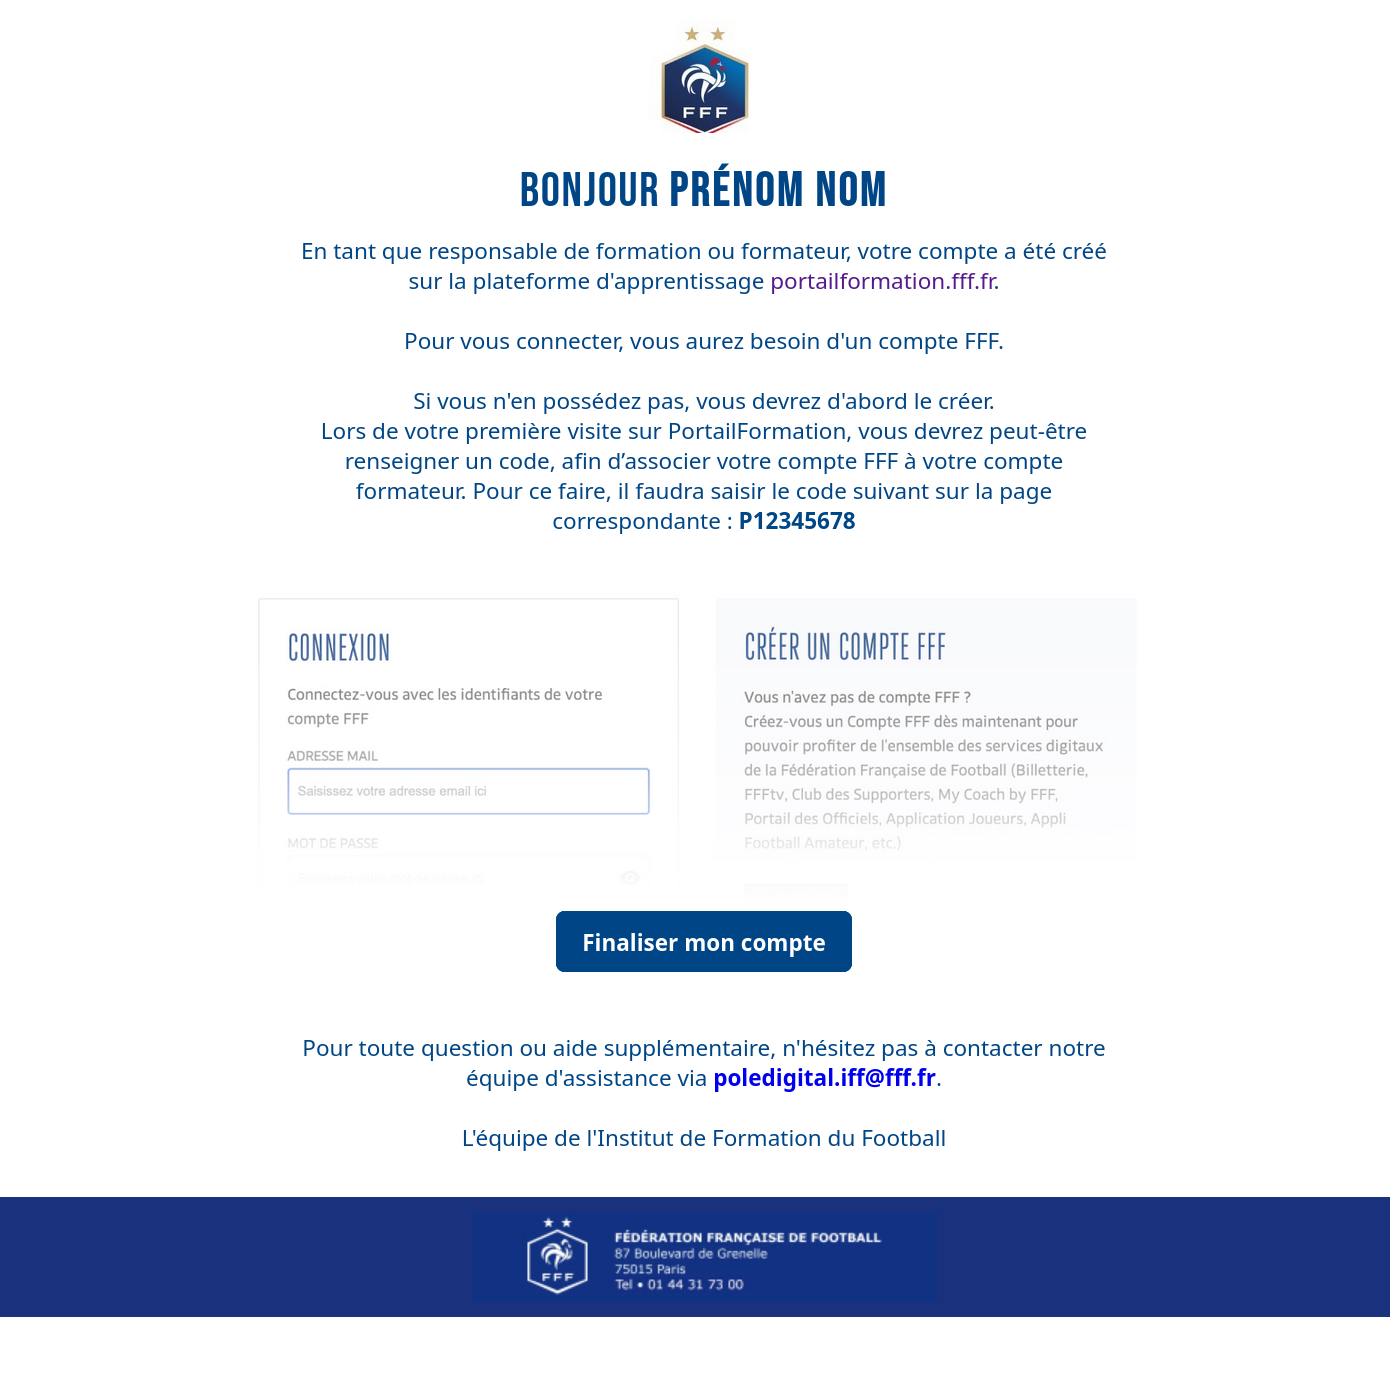 FFF
BONJOUR PRÉNOM NOM
En tant que responsable de formation ou formateur, votre compte a été créé
sur la plateforme d'apprentissage portailformation.fff.fr.
Pour vous connecter, vous aurez besoin d'un compte FFF.
Si vous n'en possédez pas, vous devrez d'abord le créer.
Lors de votre première visite sur PortailFormation, vous devrez peut-être
renseigner un code, afin d’associer votre compte FFF à votre compte
formateur. Pour ce faire, il faudra saisir le code suivant sur la page
correspondante : P12345678
CONNEXION
Connectez-vous avec les identifiants de votre
compte FFF
ADRESSE MAIL
Saisissez votre adresse email ici
MOT DE PASSE
CRÉER UN COMPTE FFF
Vous n'avez pas de compte FFF ?
Créez-vous un Compte FFF dès maintenant pour
pouvoir profiter de l'ensemble des services digitaux
de la Fédération Française de Football (Billetterie,
FFFtv, Club des Supporters, My Coach by FFF,
Portail des Officiels, Application Joueurs, Appli
Football Amateur, etc.)
Finaliser mon compte
Pour toute question ou aide supplémentaire, n'hésitez pas à contacter notre
équipe d'assistance via poledigital.iff@fff.fr.
L'équipe de l'Institut de Formation du Football
FFF
FÉDÉRATION FRANÇAISE DE FOOTBALL
87 Boulevard de Grenelle
75015 Paris
Tel • 01 44 31 73 00